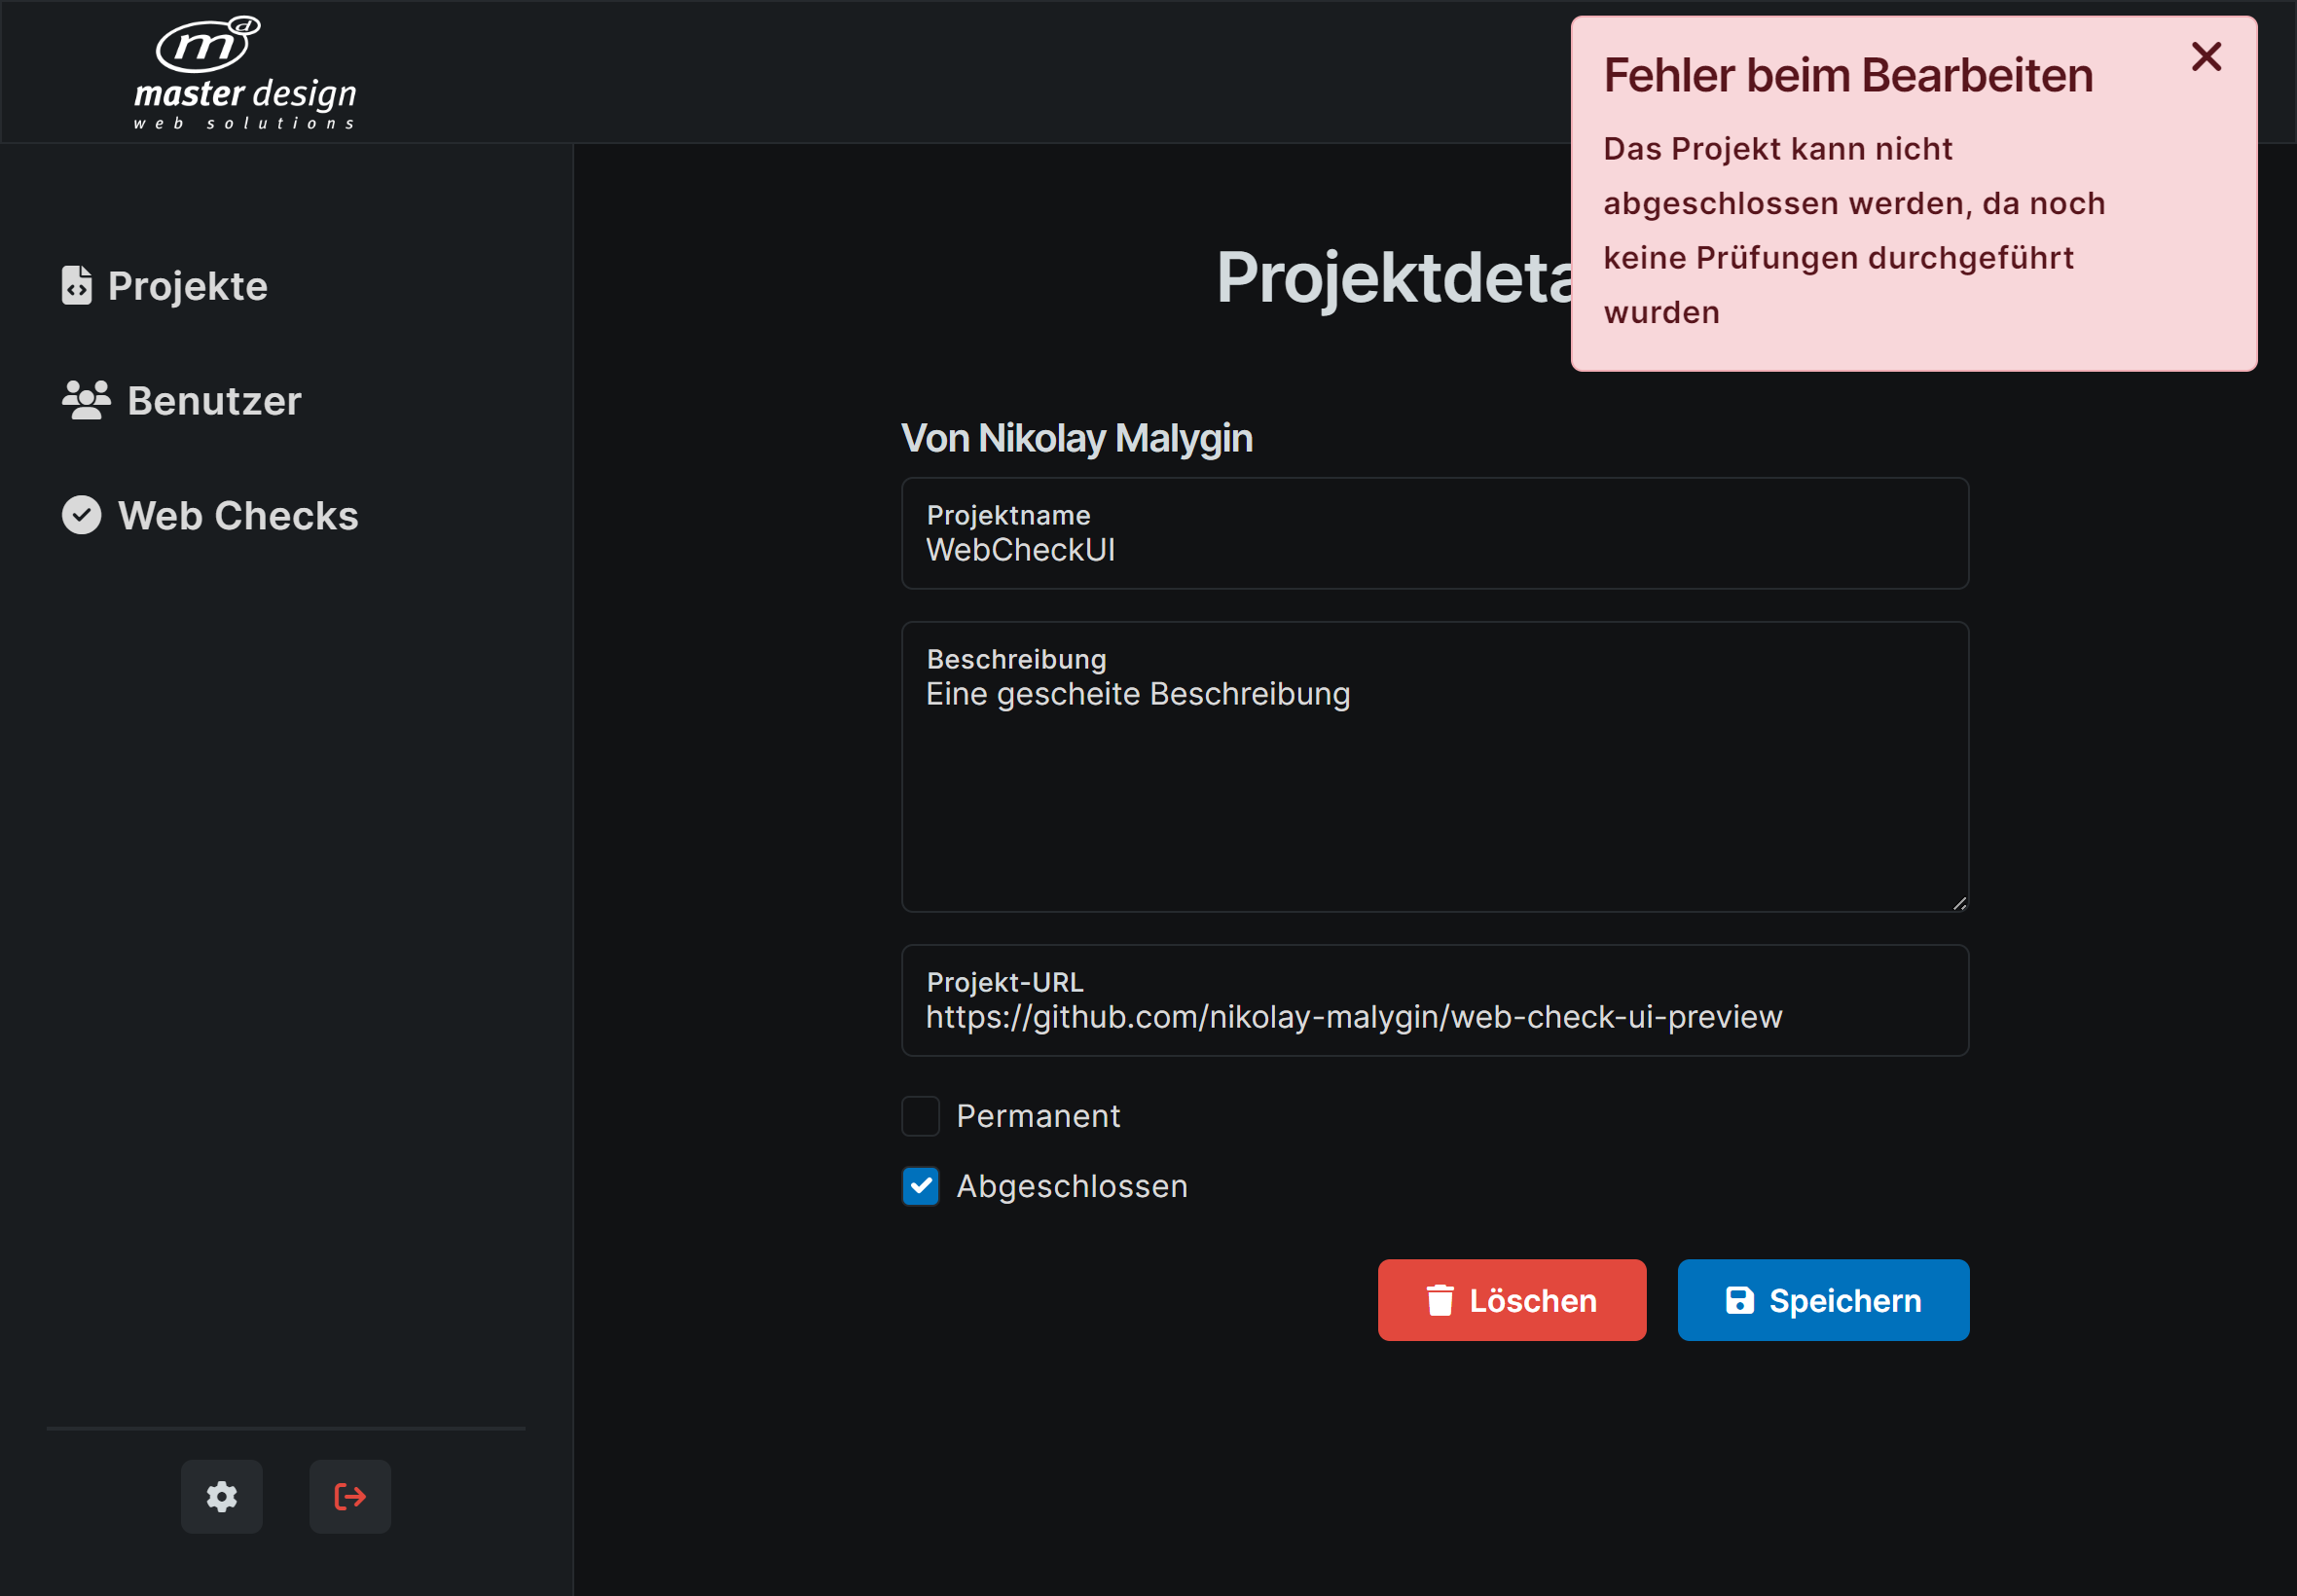 m d
master design
web solutions
Fehler beim Bearbeiten
Das Projekt kann nicht
abgeschlossen werden, da noch
keine Prüfungen durchgeführt
wurden
Projekte
Benutzer
Web Checks
Von Nikolay Malygin
Projektname
WebCheckUI
Beschreibung
Eine gescheite Beschreibung
Projekt-URL
https://github.com/nikolay-malygin/web-check-ui-preview
Permanent
Abgeschlossen
Löschen
Speichern